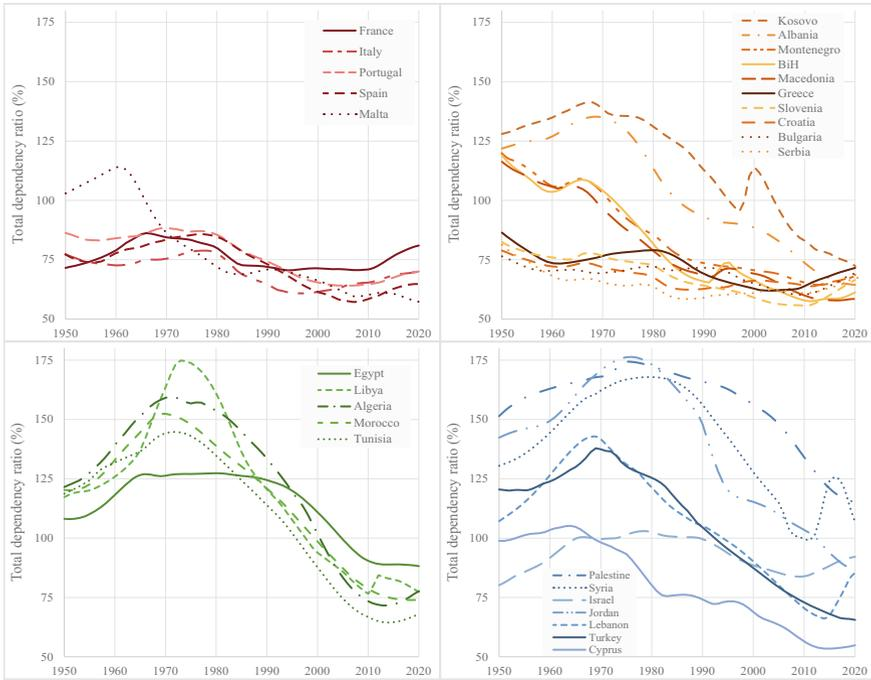 Total dependency ratio (%)
175
150
125
100
75
50
1950 1960 1970 1980 1990 2000 2010 2020
France
Italy
Portugal
Spain
Malta
Total dependency ratio (%)
175
150
125
100
75
50
1950 1960 1970 1980 1990 2000 2010 2020
Kosovo
Albania
Montenegro
BiH
Macedonia
Greece
Slovenia
Croatia
Bulgaria
Serbia
Total dependency ratio (%)
175
150
125
100
75
50
1950 1960 1970 1980 1990 2000 2010 2020
Egypt
Libya
Algeria
Morocco
Tunisia
Total dependency ratio (%)
175
150
125
100
75
50
1950 1960 1970 1980 1990 2000 2010 2020
Palestine
Syria
Israel
Jordan
Lebanon
Turkey
Cyprus